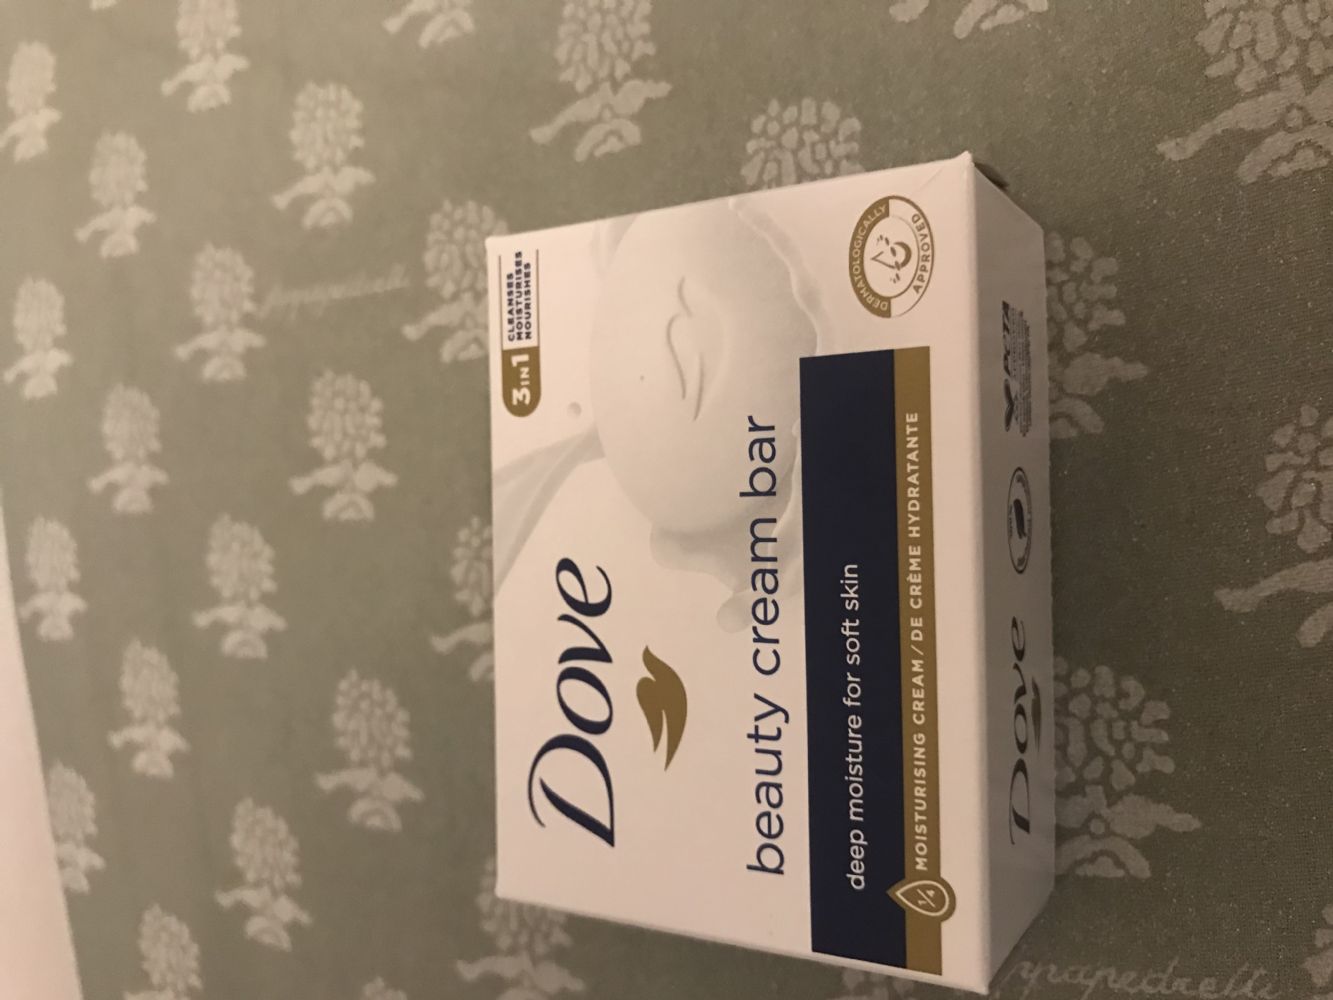 3 IN 1
CLEANSES
MOISTURISES
NOURISHES
Dove
beauty cream bar
deep moisture for soft skin
1/4 MOISTURISING CREAM / DE CRÈME HYDRATANTE
DERMATOLOGICALLY
APPROVED
Dove
PETA